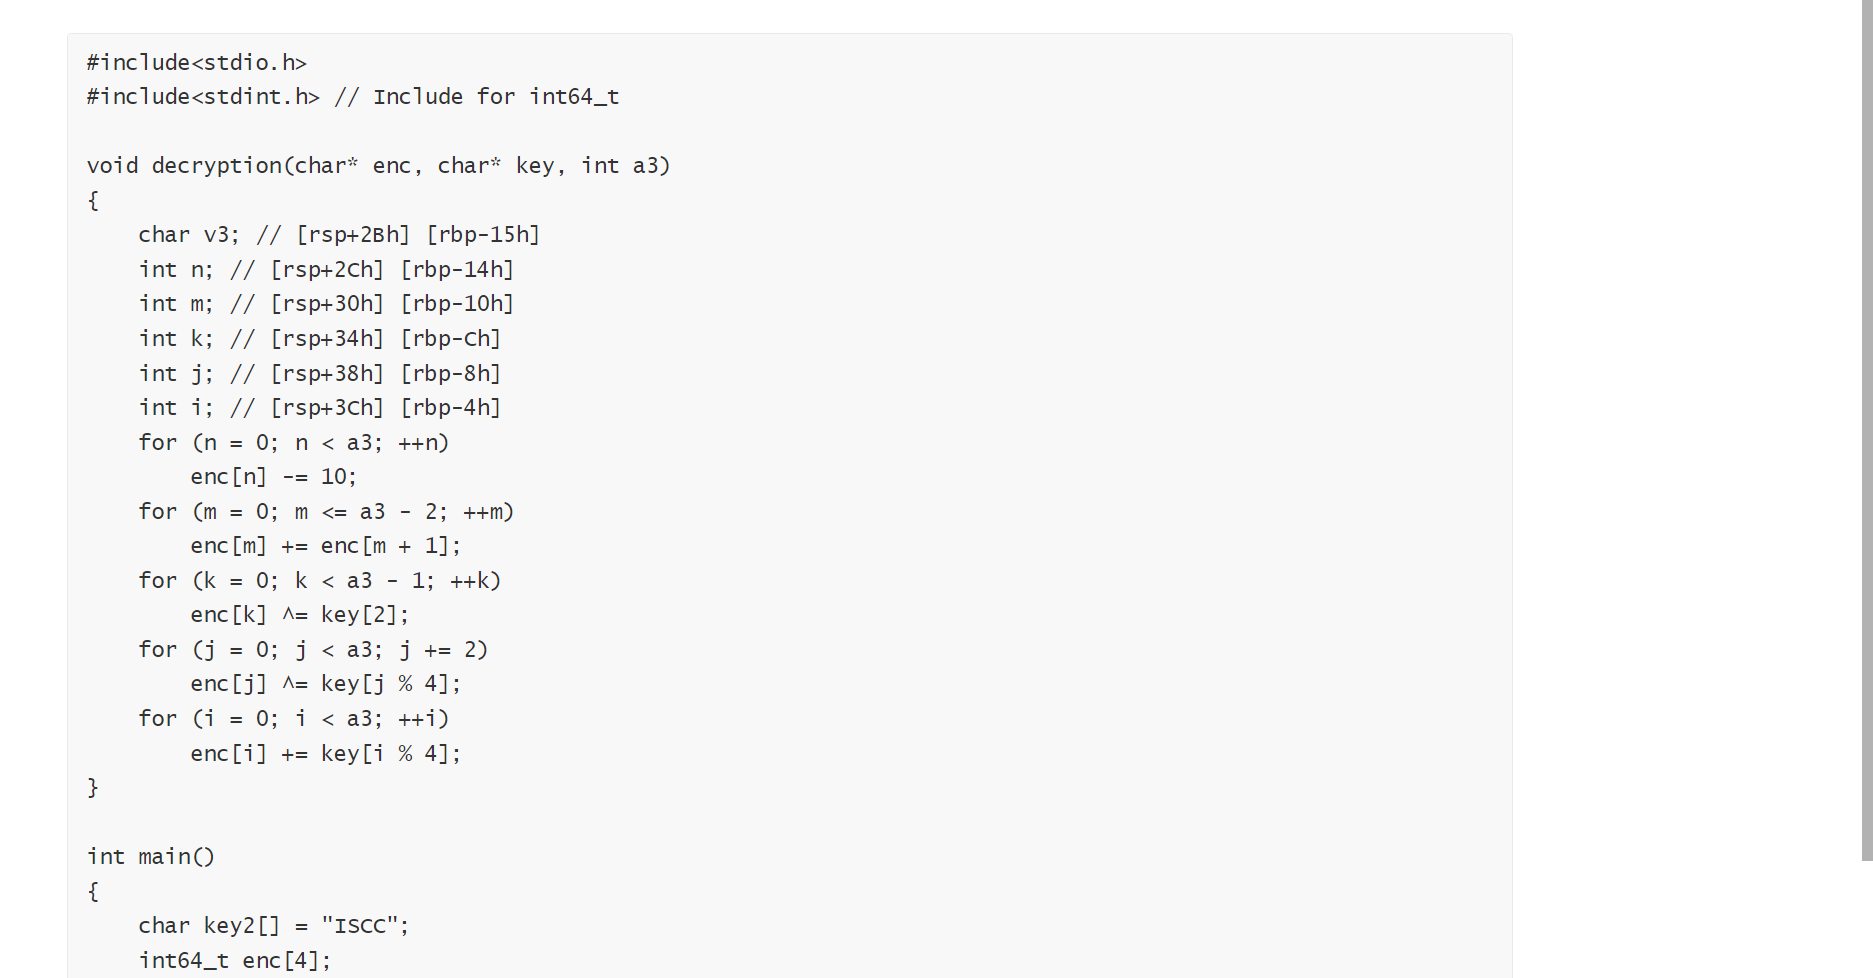 #include<stdio.h>
#include<stdint.h> // Include for int64_t
void decryption(char* enc, char* key, int a3)
{
    char v3; // [rsp+2Bh] [rbp-15h]
    int n; // [rsp+2Ch] [rbp-14h]
    int m; // [rsp+30h] [rbp-10h]
    int k; // [rsp+34h] [rbp-Ch]
    int j; // [rsp+38h] [rbp-8h]
    int i; // [rsp+3Ch] [rbp-4h]
    for (n = 0; n < a3; ++n)
        enc[n] -= 10;
    for (m = 0; m <= a3 - 2; ++m)
        enc[m] += enc[m + 1];
    for (k = 0; k < a3 - 1; ++k)
        enc[k] ^= key[2];
    for (j = 0; j < a3; j += 2)
        enc[j] ^= key[j % 4];
    for (i = 0; i < a3; ++i)
        enc[i] += key[i % 4];
}
int main()
{
    char key2[] = "ISCC";
    int64_t enc[4];